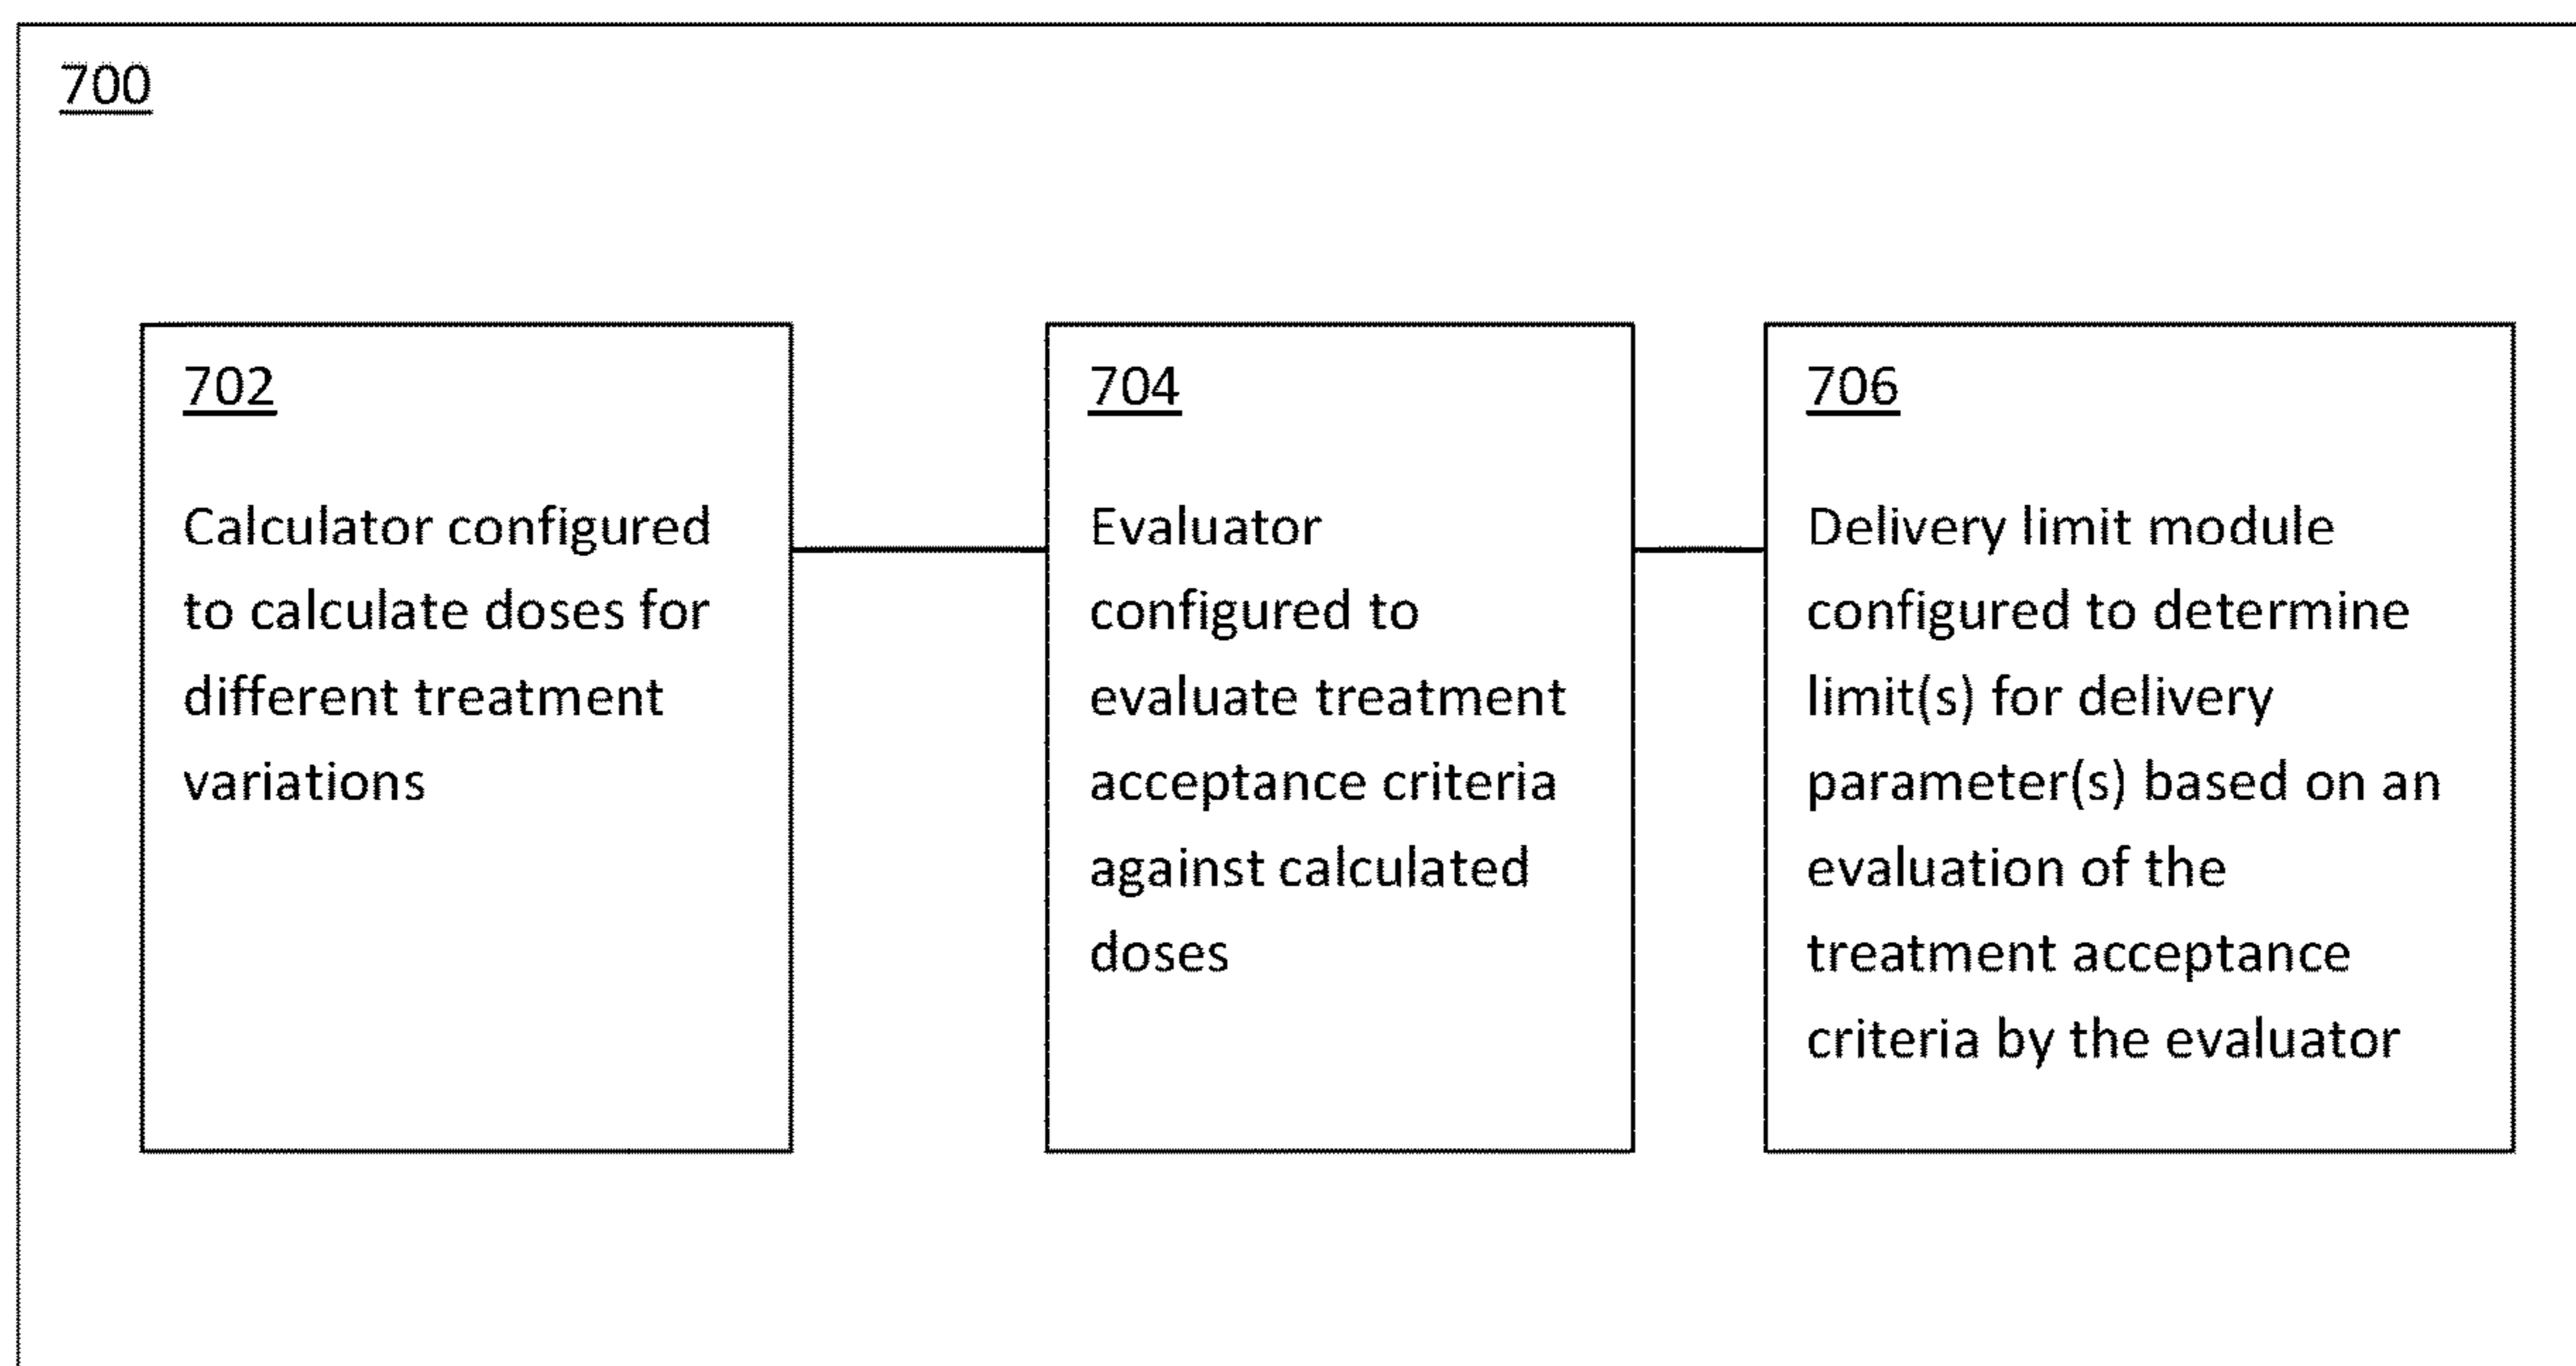 700
702
Calculator configured
to calculate doses for
different treatment
variations
704
Evaluator
configured to
evaluate treatment
acceptance criteria
against calculated
doses
706
Delivery limit module
configured to determine
limit(s) for delivery
parameter(s) based on an
evaluation of the
treatment acceptance
criteria by the evaluator